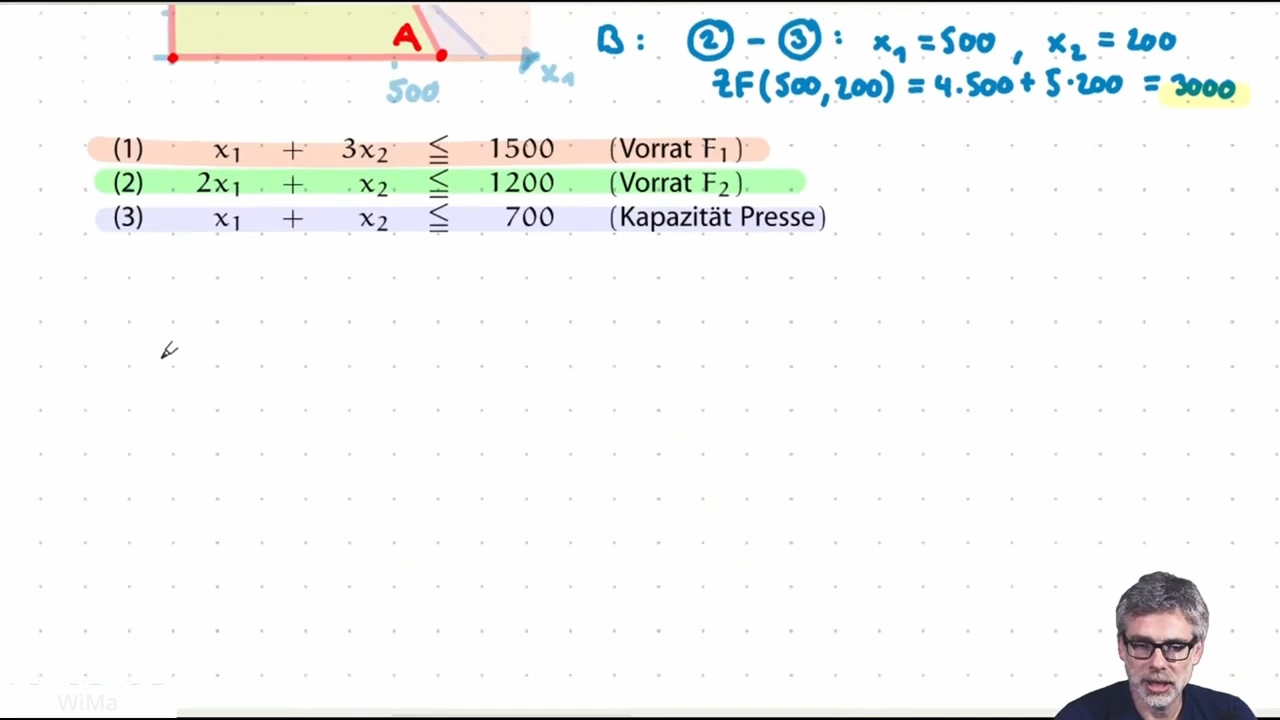 A
x₁
500
B: ② - ③: x₁ = 500, x₂ = 200
ZF(500,200) = 4·500 + 5·200 = 3000
(1) x₁ + 3x₂ ≦ 1500 (Vorrat F₁)
(2) 2x₁ + x₂ ≦ 1200 (Vorrat F₂)
(3) x₁ + x₂ ≦ 700 (Kapazität Presse)
WiMa